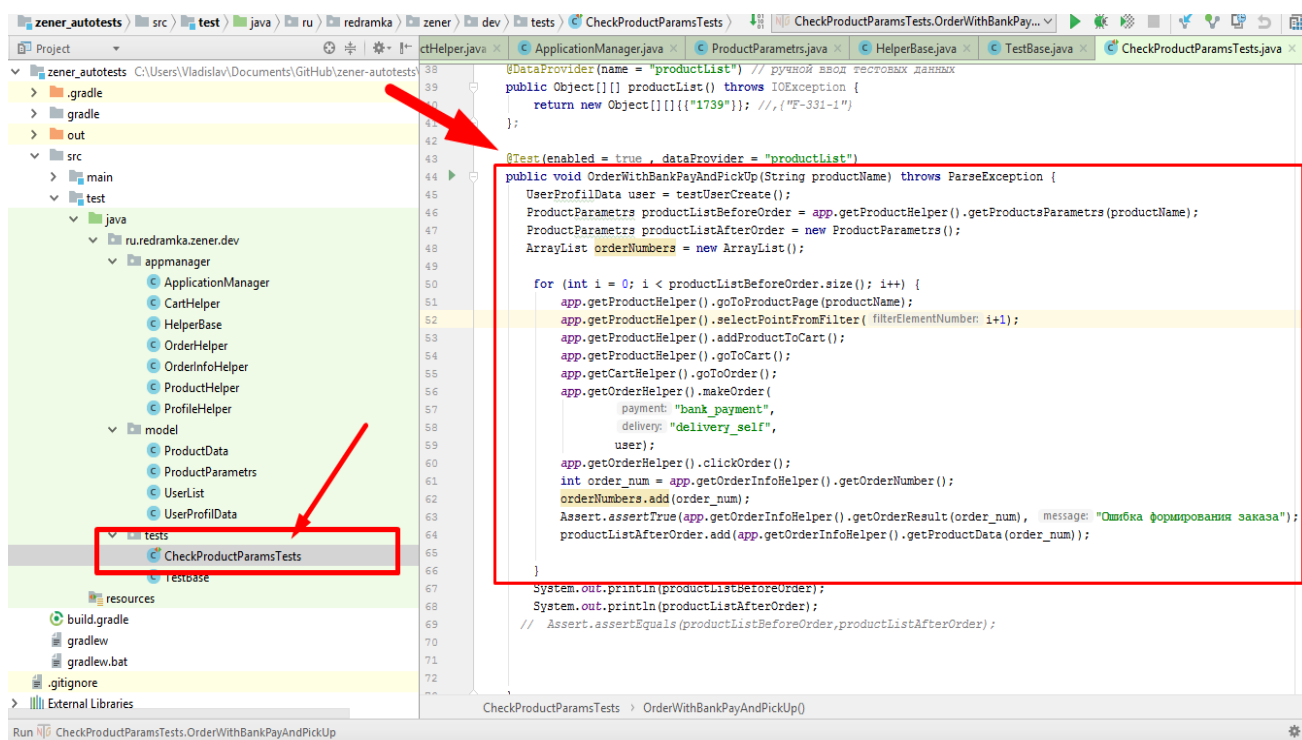 zener_autotests 〉 src 〉 test 〉 java 〉 ru 〉 redramka 〉 zener 〉 dev 〉 tests 〉 CheckProductParamsTests 〉 CheckProductParamsTests.OrderWithBankPay...
Project
ctHelper.java × ApplicationManager.java × ProductParametrs.java × HelperBase.java × TestBase.java × CheckProductParamsTests.java ×
zener_autotests C:\Users\Vladislav\Documents\GitHub\zener-autotests\
.gradle
gradle
out
src
main
test
java
ru.redramka.zener.dev
appmanager
ApplicationManager
CartHelper
HelperBase
OrderHelper
OrderInfoHelper
ProductHelper
ProfileHelper
model
ProductData
ProductParametrs
UserList
UserProfilData
tests
CheckProductParamsTests
TestBase
resources
build.gradle
gradlew
gradlew.bat
.gitignore
External Libraries
38 @DataProvider(name = "productList") // ручной ввод тестовых данных
39 public Object[][] productList() throws IOException {
40 return new Object[][]{{"1739"}}; //,{"F-331-1"}
41 };
42
43 @Test(enabled = true , dataProvider = "productList")
44 public void OrderWithBankPayAndPickUp(String productName) throws ParseException {
45 UserProfilData user = testUserCreate();
46 ProductParametrs productListBeforeOrder = app.getProductHelper().getProductsParametrs(productName);
47 ProductParametrs productListAfterOrder = new ProductParametrs();
48 ArrayList orderNumbers = new ArrayList();
49
50 for (int i = 0; i < productListBeforeOrder.size(); i++) {
51 app.getProductHelper().goToProductPage(productName);
52 app.getProductHelper().selectPointFromFilter( filterElementNumber: i+1);
53 app.getProductHelper().addProductToCart();
54 app.getProductHelper().goToCart();
55 app.getCartHelper().goToOrder();
56 app.getOrderHelper().makeOrder(
57 payment: "bank_payment",
58 delivery: "delivery_self",
59 user);
60 app.getOrderHelper().clickOrder();
61 int order_num = app.getOrderInfoHelper().getOrderNumber();
62 orderNumbers.add(order_num);
63 Assert.assertTrue(app.getOrderInfoHelper().getOrderResult(order_num), message: "Ошибка формирования заказа");
64 productListAfterOrder.add(app.getOrderInfoHelper().getProductData(order_num));
65
66 }
67 System.out.println(productListBeforeOrder);
68 System.out.println(productListAfterOrder);
69 // Assert.assertEquals(productListBeforeOrder,productListAfterOrder);
70
71
72
CheckProductParamsTests › OrderWithBankPayAndPickUp()
Run CheckProductParamsTests.OrderWithBankPayAndPickUp